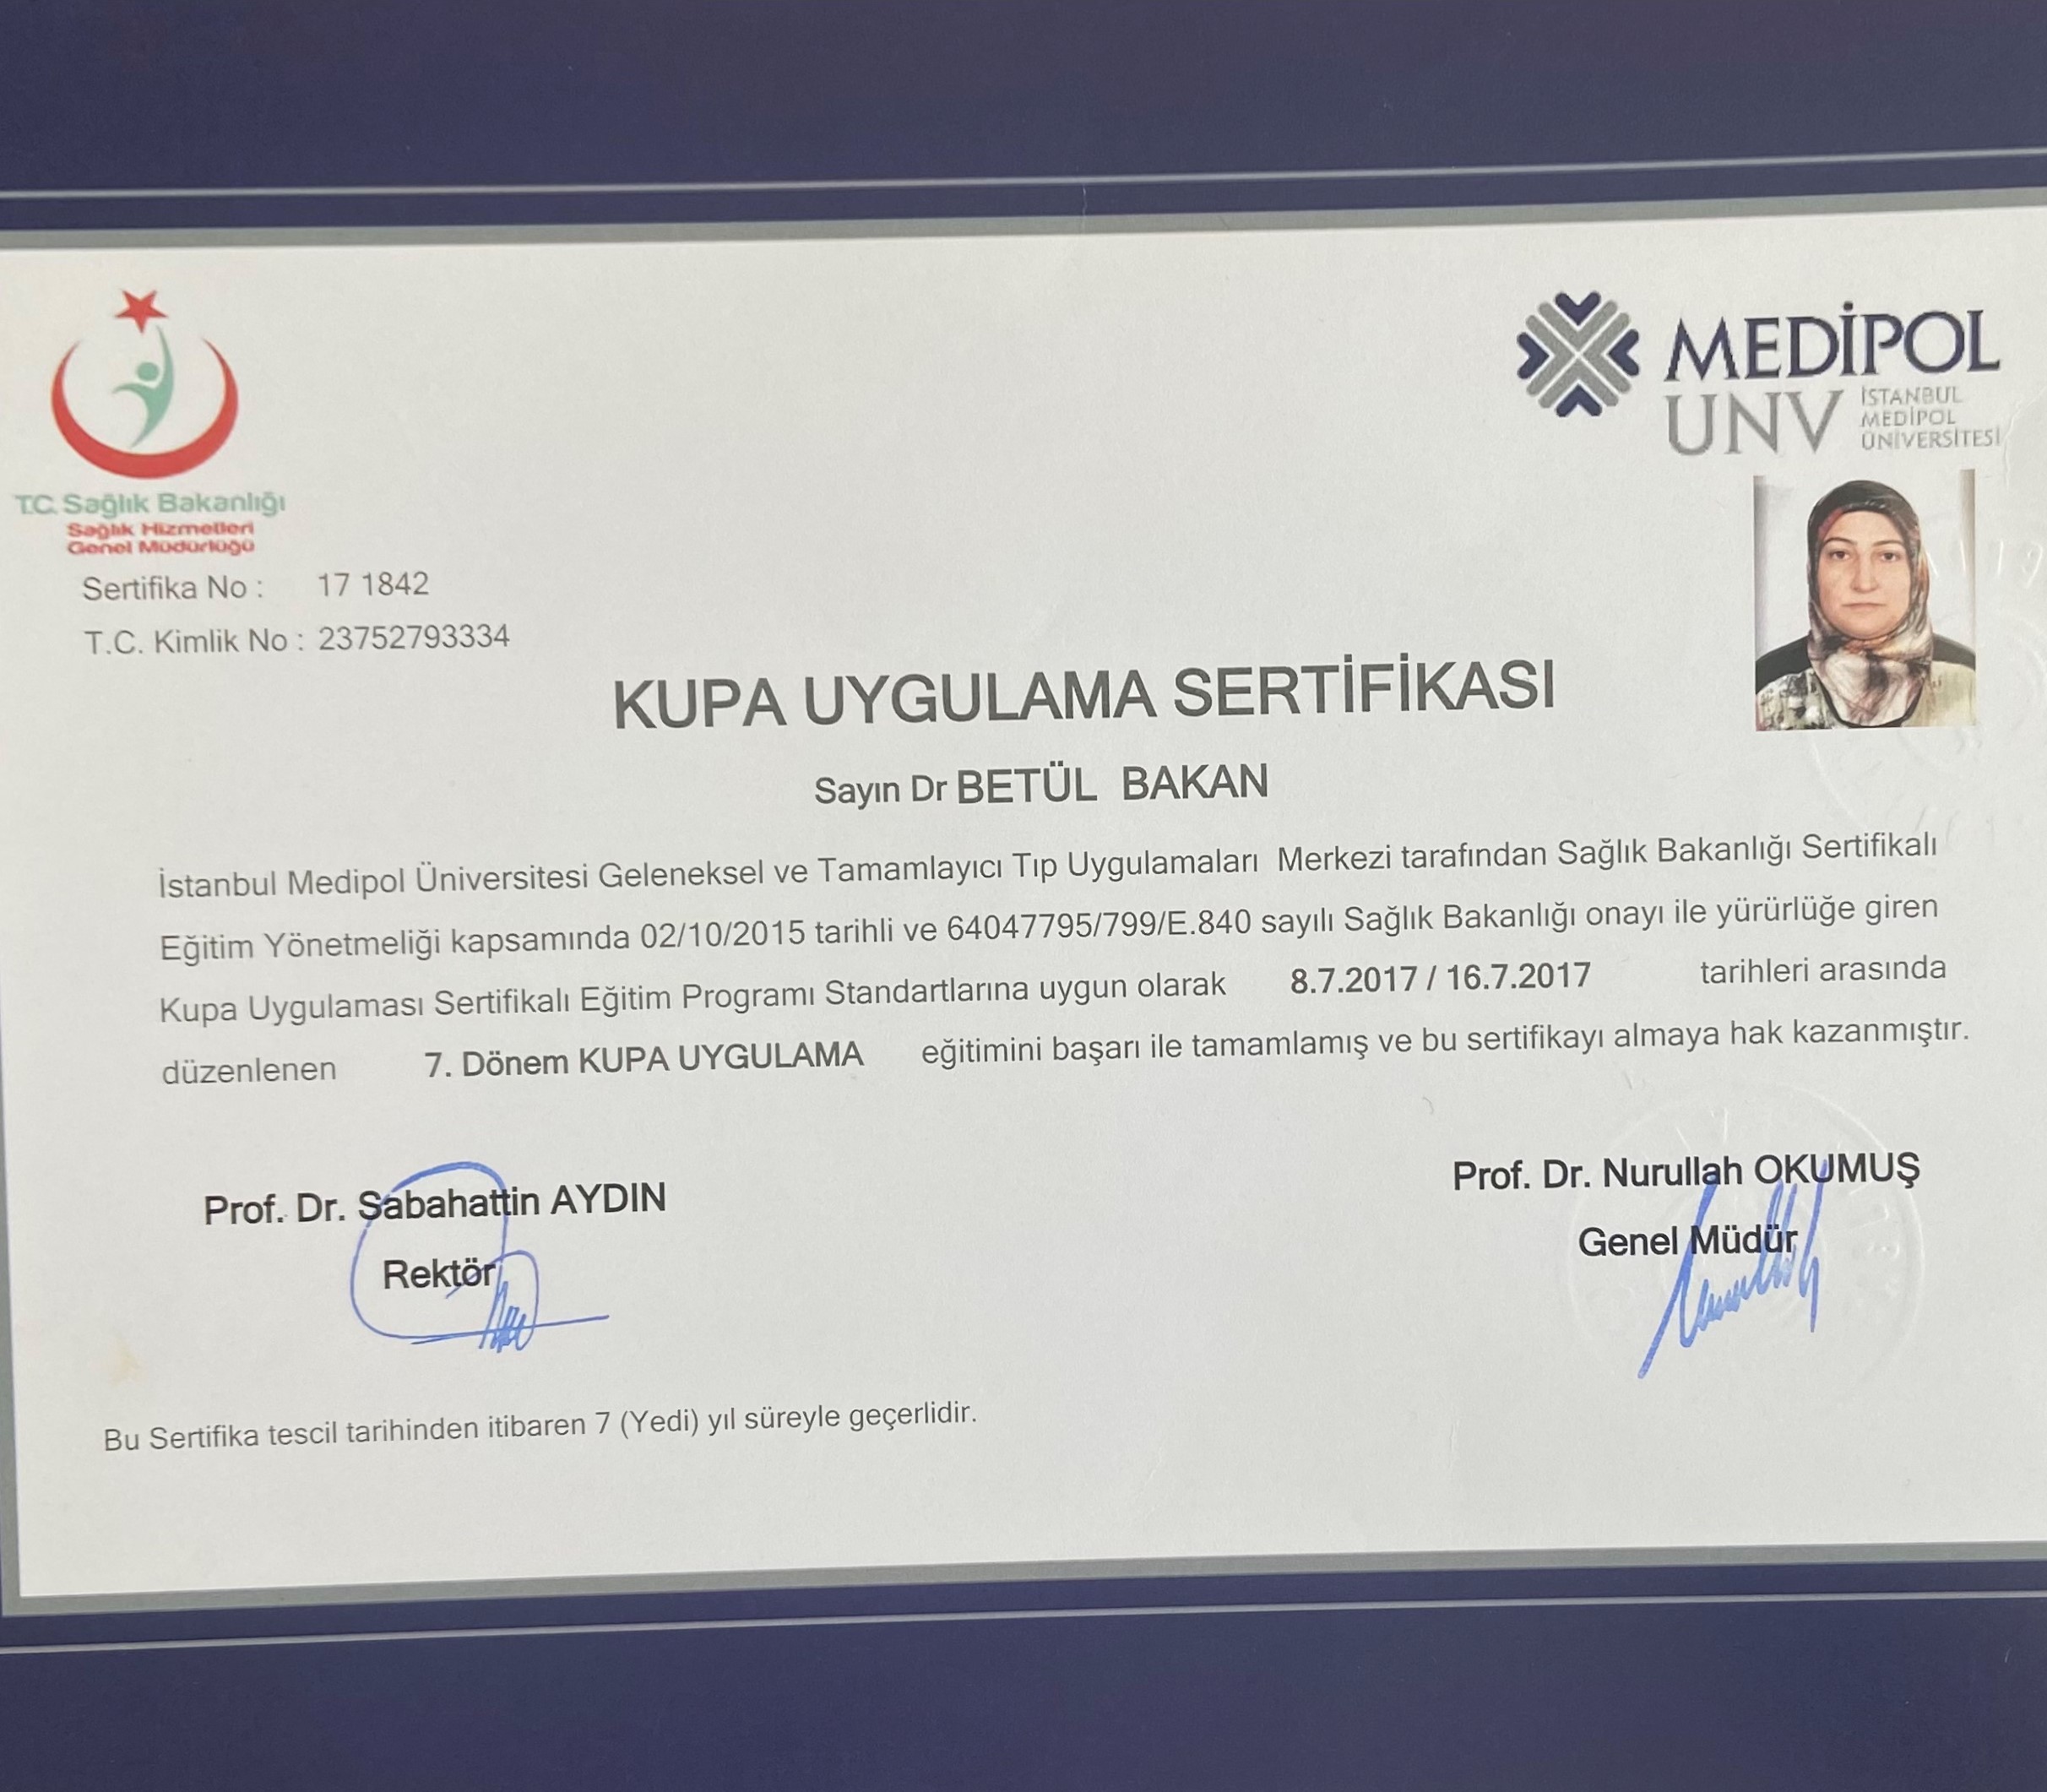 T.C. Sağlık Bakanlığı
Sağlık Hizmetleri
Genel Müdürlüğü
MEDİPOL
UNV
İSTANBUL
MEDİPOL
ÜNİVERSİTESİ
Sertifika No : 17 1842
T.C. Kimlik No : 23752793334
KUPA UYGULAMA SERTİFİKASI
Sayın Dr BETÜL BAKAN
İstanbul Medipol Üniversitesi Geleneksel ve Tamamlayıcı Tıp Uygulamaları Merkezi tarafından Sağlık Bakanlığı Sertifikalı
Eğitim Yönetmeliği kapsamında 02/10/2015 tarihli ve 64047795/799/E.840 sayılı Sağlık Bakanlığı onayı ile yürürlüğe giren
Kupa Uygulaması Sertifikalı Eğitim Programı Standartlarına uygun olarak 8.7.2017 / 16.7.2017 tarihleri arasında
düzenlenen 7. Dönem KUPA UYGULAMA eğitimini başarı ile tamamlamış ve bu sertifikayı almaya hak kazanmıştır.
Prof. Dr. Sabahattin AYDIN
Rektör
Prof. Dr. Nurullah OKUMUŞ
Genel Müdür
Bu Sertifika tescil tarihinden itibaren 7 (Yedi) yıl süreyle geçerlidir.